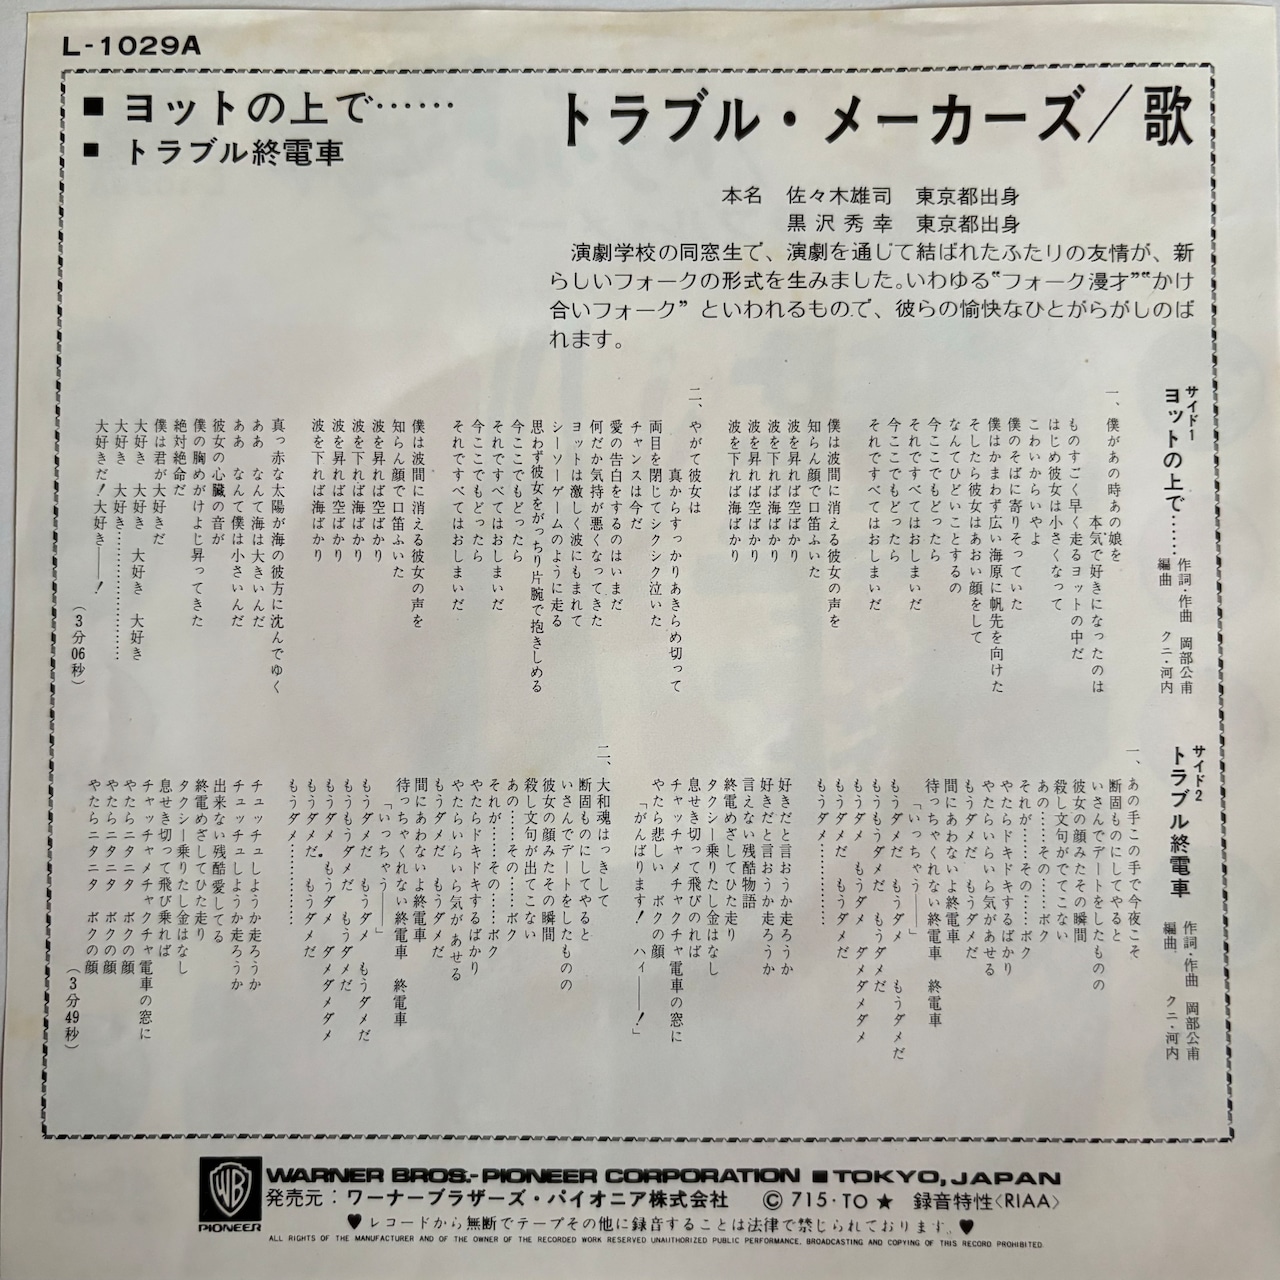 L-1029A
■ ヨットの上で……
■ トラブル終電車
トラブル・メーカーズ／歌
本名 佐々木雄司 東京都出身
黒沢秀幸 東京都出身
演劇学校の同窓生で、演劇を通じて結ばれたふたりの友情が、新
らしいフォークの形式を生みました。いわゆる“フォーク漫才”“かけ
合いフォーク”といわれるもので、彼らの愉快なひとがらがしのば
れます。
サイド1
ヨットの上で……
作詞・作曲 岡部公甫
編曲 クニ・河内
一、僕があの時あの娘を
本気で好きになったのは
ものすごく早く走るヨットの中だ
はじめ彼女は小さくなって
こわいからいやよ
僕のそばに寄りそっていた
僕はかまわず広い海原に帆先を向けた
そしたら彼女はあおい顔をして
なんてひどいことするの
今ここでもどったら
それですべてはおしまいだ
今ここでもどったら
それですべてはおしまいだ
僕は波間に消える彼女の声を
知らん顔で口笛ふいた
波を昇れば空ばかり
波を下れば海ばかり
波を昇れば空ばかり
波を下れば海ばかり
二、やがて彼女は
真からすっかりあきらめ切って
両目を閉じてシクシク泣いた
チャンスは今だ
愛の告白をするのはいまだ
何だか気持が悪くなってきた
ヨットは激しく波にもまれて
シーソーゲームのように走る
思わず彼女をがっちり片腕で抱きしめる
今ここでもどったら
それですべてはおしまいだ
今ここでもどったら
それですべてはおしまいだ
僕は波間に消える彼女の声を
知らん顔で口笛ふいた
波を昇れば空ばかり
波を下れば海ばかり
波を昇れば空ばかり
波を下れば海ばかり
真っ赤な太陽が海の彼方に沈んでゆく
ああ なんて海は大きいんだ
ああ なんて僕は小さいんだ
彼女の心臓の音が
僕の胸めがけよじ昇ってきた
絶対絶命だ
僕は君が大好きだ
大好き 大好き 大好き 大好き
大好き 大好き………………
大好きだ！大好き――！
（3分06秒）
サイド2
トラブル終電車
作詞・作曲 岡部公甫
編曲 クニ・河内
一、あの手この手で今夜こそ
断固ものにしてやると
いさんでデートをしたものの
彼女の顔みたその瞬間
殺し文句がでてこない
あの……その……ボク
それが……その……ボク
やたらドキドキするばかり
やたらいらいら気があせる
もうダメだ もうダメだ
間にあわないよ終電車
待っちゃくれない終電車 終電車
「いっちゃう――」
もうダメだ もうダメだ もうダメだ
もうもうダメだ もうダメだ
もうダメだ もうダメ ダメダメダメ
もうダメ…………
好きだと言おうか走ろうか
好きだと言おうか走ろうか
言えない残酷物語
終電めざしてひた走り
タクシー乗りたし金はなし
息せき切って飛びのれば
チャッチャメチャクチャ電車の窓に
やたら悲しい ボクの顔
「がんばります！ ハイ――！」
二、大和魂はっきして
断固ものにしてやると
いさんでデートをしたものの
彼女の顔みたその瞬間
殺し文句が出てこない
あの……その……ボク
それが……その……ボク
やたらドキドキするばかり
やたらいらいら気があせる
もうダメだ もうダメだ
間にあわないよ終電車
待っちゃくれない終電車 終電車
「いっちゃう――」
もうダメだ もうダメ もうダメだ
もうもうダメだ もうダメだ
もうダメだ もうダメ ダメダメダメ
もうダメ…………
チュッチュしようか走ろうか
チュッチュしようか走ろうか
出来ない残酷愛してる
終電めざしてひた走り
タクシー乗りたし金はなし
息せき切って飛び乗れば
チャッチャメチャクチャ電車の窓に
やたらニタニタ ボクの顔
やたらニタニタ ボクの顔
やたらニタニタ ボクの顔
（3分49秒）
WARNER BROS.-PIONEER CORPORATION ■ TOKYO, JAPAN
発売元：ワーナーブラザーズ・パイオニア株式会社 Ⓒ 715・TO ★ 録音特性〈RIAA〉
WB
PIONEER
♥レコードから無断でテープその他に録音することは法律で禁じられております。♥
ALL RIGHTS OF THE MANUFACTURER AND OF THE OWNER OF THE RECORDED WORK RESERVED UNAUTHORIZED PUBLIC PERFORMANCE, BROADCASTING AND COPYING OF THIS RECORD PROHIBITED.